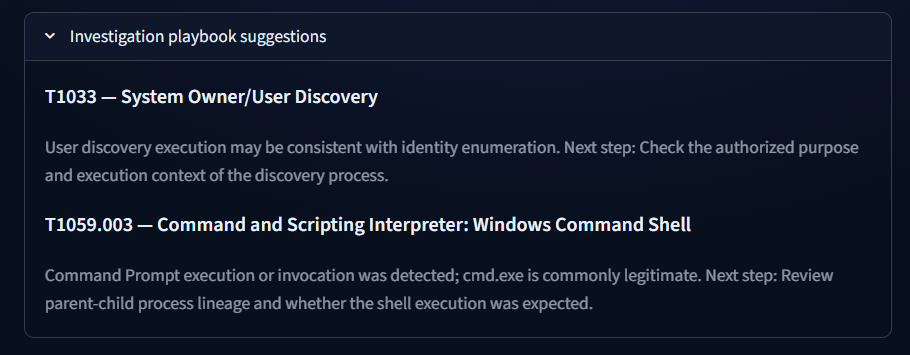 Investigation playbook suggestions
T1033 — System Owner/User Discovery
User discovery execution may be consistent with identity enumeration. Next step: Check the authorized purpose
and execution context of the discovery process.
T1059.003 — Command and Scripting Interpreter: Windows Command Shell
Command Prompt execution or invocation was detected; cmd.exe is commonly legitimate. Next step: Review
parent-child process lineage and whether the shell execution was expected.